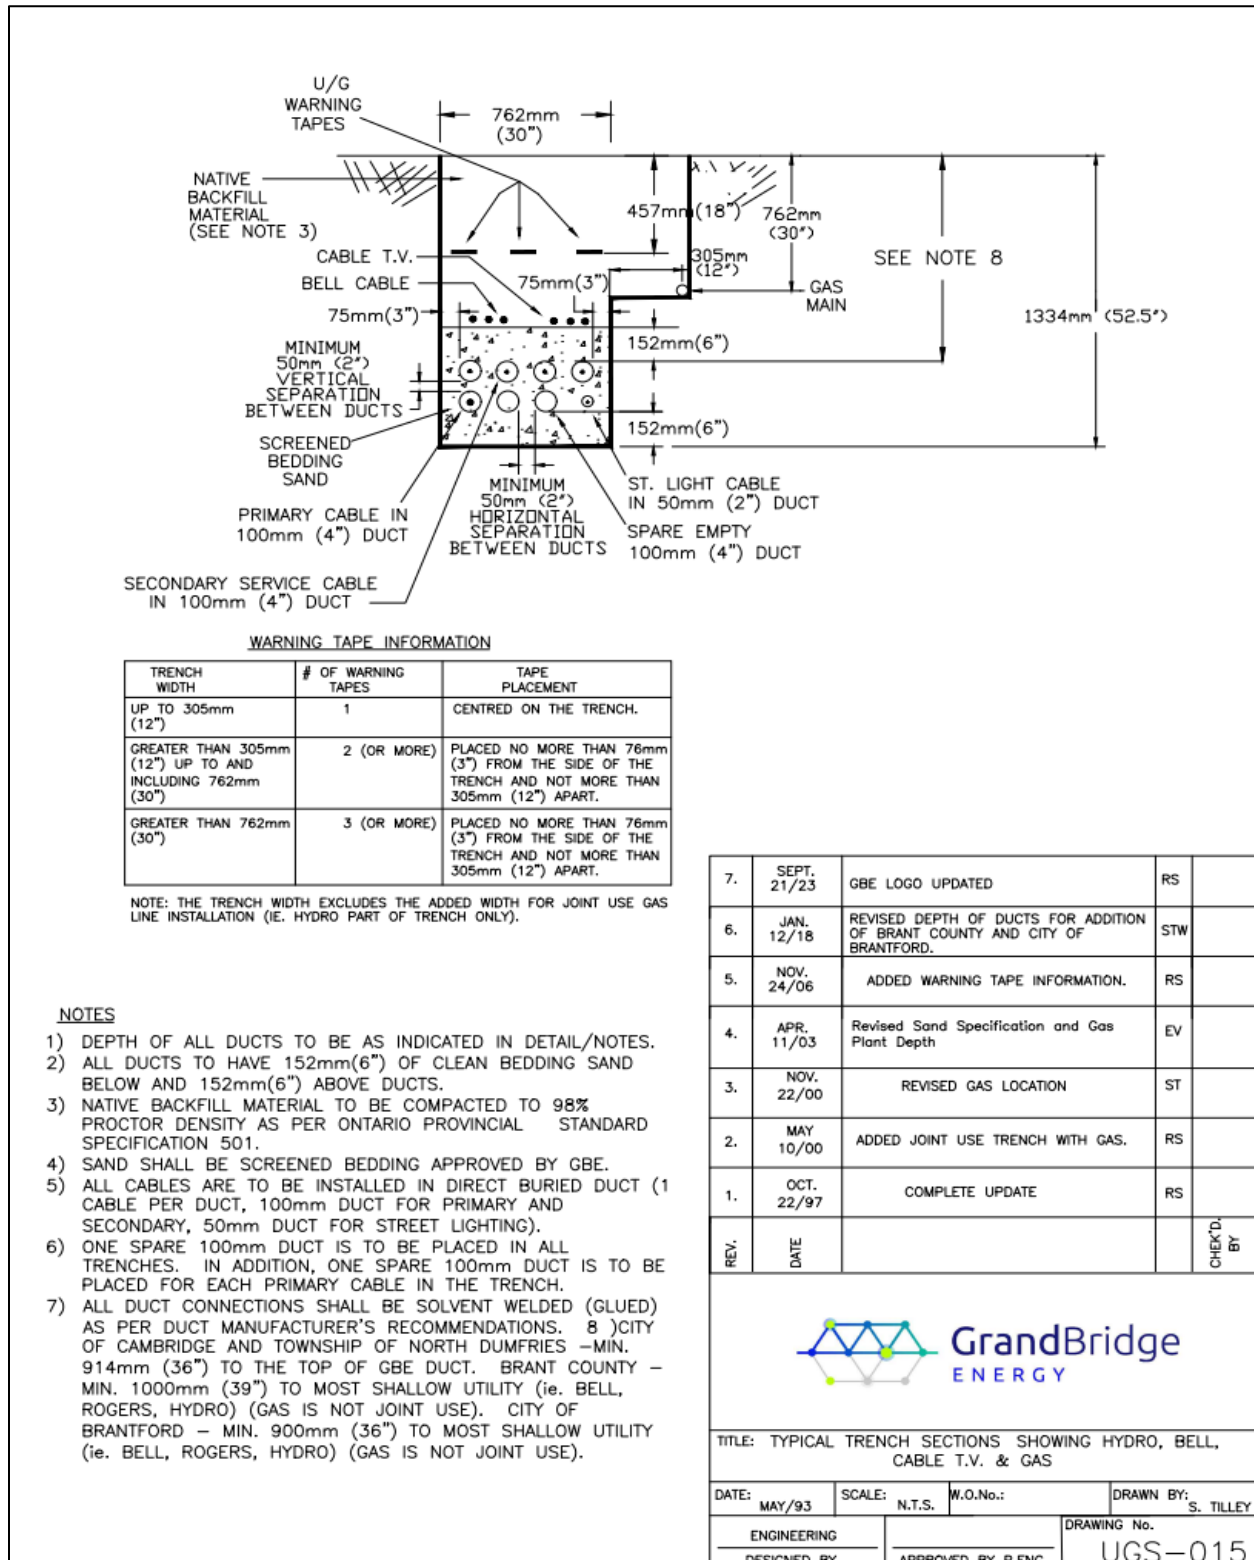 U/G
WARNING
TAPES
762mm
(30")
NATIVE
BACKFILL
MATERIAL
(SEE NOTE 3)
457mm(18")
762mm
(30")
CABLE T.V.
305mm
(12")
SEE NOTE 8
BELL CABLE
75mm(3")
GAS
MAIN
75mm(3")
1334mm (52.5")
MINIMUM
50mm (2")
VERTICAL
SEPARATION
BETWEEN DUCTS
152mm(6")
152mm(6")
SCREENED
BEDDING
SAND
MINIMUM
50mm (2")
HORIZONTAL
SEPARATION
BETWEEN DUCTS
ST. LIGHT CABLE
IN 50mm (2") DUCT
PRIMARY CABLE IN
100mm (4") DUCT
SPARE EMPTY
100mm (4") DUCT
SECONDARY SERVICE CABLE
IN 100mm (4") DUCT
WARNING TAPE INFORMATION
TRENCH
WIDTH
# OF WARNING
TAPES
TAPE
PLACEMENT
UP TO 305mm
(12")
1
CENTRED ON THE TRENCH.
GREATER THAN 305mm
(12") UP TO AND
INCLUDING 762mm
(30")
2 (OR MORE)
PLACED NO MORE THAN 76mm
(3") FROM THE SIDE OF THE
TRENCH AND NOT MORE THAN
305mm (12") APART.
GREATER THAN 762mm
(30")
3 (OR MORE)
PLACED NO MORE THAN 76mm
(3") FROM THE SIDE OF THE
TRENCH AND NOT MORE THAN
305mm (12") APART.
NOTE: THE TRENCH WIDTH EXCLUDES THE ADDED WIDTH FOR JOINT USE GAS
LINE INSTALLATION (IE. HYDRO PART OF TRENCH ONLY).
NOTES
1) DEPTH OF ALL DUCTS TO BE AS INDICATED IN DETAIL/NOTES.
2) ALL DUCTS TO HAVE 152mm(6") OF CLEAN BEDDING SAND
BELOW AND 152mm(6") ABOVE DUCTS.
3) NATIVE BACKFILL MATERIAL TO BE COMPACTED TO 98%
PROCTOR DENSITY AS PER ONTARIO PROVINCIAL STANDARD
SPECIFICATION 501.
4) SAND SHALL BE SCREENED BEDDING APPROVED BY GBE.
5) ALL CABLES ARE TO BE INSTALLED IN DIRECT BURIED DUCT (1
CABLE PER DUCT, 100mm DUCT FOR PRIMARY AND
SECONDARY, 50mm DUCT FOR STREET LIGHTING).
6) ONE SPARE 100mm DUCT IS TO BE PLACED IN ALL
TRENCHES. IN ADDITION, ONE SPARE 100mm DUCT IS TO BE
PLACED FOR EACH PRIMARY CABLE IN THE TRENCH.
7) ALL DUCT CONNECTIONS SHALL BE SOLVENT WELDED (GLUED)
AS PER DUCT MANUFACTURER'S RECOMMENDATIONS. 8 )CITY
OF CAMBRIDGE AND TOWNSHIP OF NORTH DUMFRIES -MIN.
914mm (36") TO THE TOP OF GBE DUCT. BRANT COUNTY -
MIN. 1000mm (39") TO MOST SHALLOW UTILITY (ie. BELL,
ROGERS, HYDRO) (GAS IS NOT JOINT USE). CITY OF
BRANTFORD - MIN. 900mm (36") TO MOST SHALLOW UTILITY
(ie. BELL, ROGERS, HYDRO) (GAS IS NOT JOINT USE).
7. SEPT. 21/23 GBE LOGO UPDATED RS
6. JAN. 12/18 REVISED DEPTH OF DUCTS FOR ADDITION
OF BRANT COUNTY AND CITY OF
BRANTFORD. STW
5. NOV. 24/06 ADDED WARNING TAPE INFORMATION. RS
4. APR. 11/03 Revised Sand Specification and Gas
Plant Depth EV
3. NOV. 22/00 REVISED GAS LOCATION ST
2. MAY 10/00 ADDED JOINT USE TRENCH WITH GAS. RS
1. OCT. 22/97 COMPLETE UPDATE RS
REV. DATE CHEK'D. BY
GrandBridge
ENERGY
TITLE: TYPICAL TRENCH SECTIONS SHOWING HYDRO, BELL,
CABLE T.V. & GAS
DATE: MAY/93 SCALE: N.T.S. W.O.No.: DRAWN BY: S. TILLEY
ENGINEERING
DESIGNED BY
APPROVED BY P.ENG
DRAWING No.
UGS-015